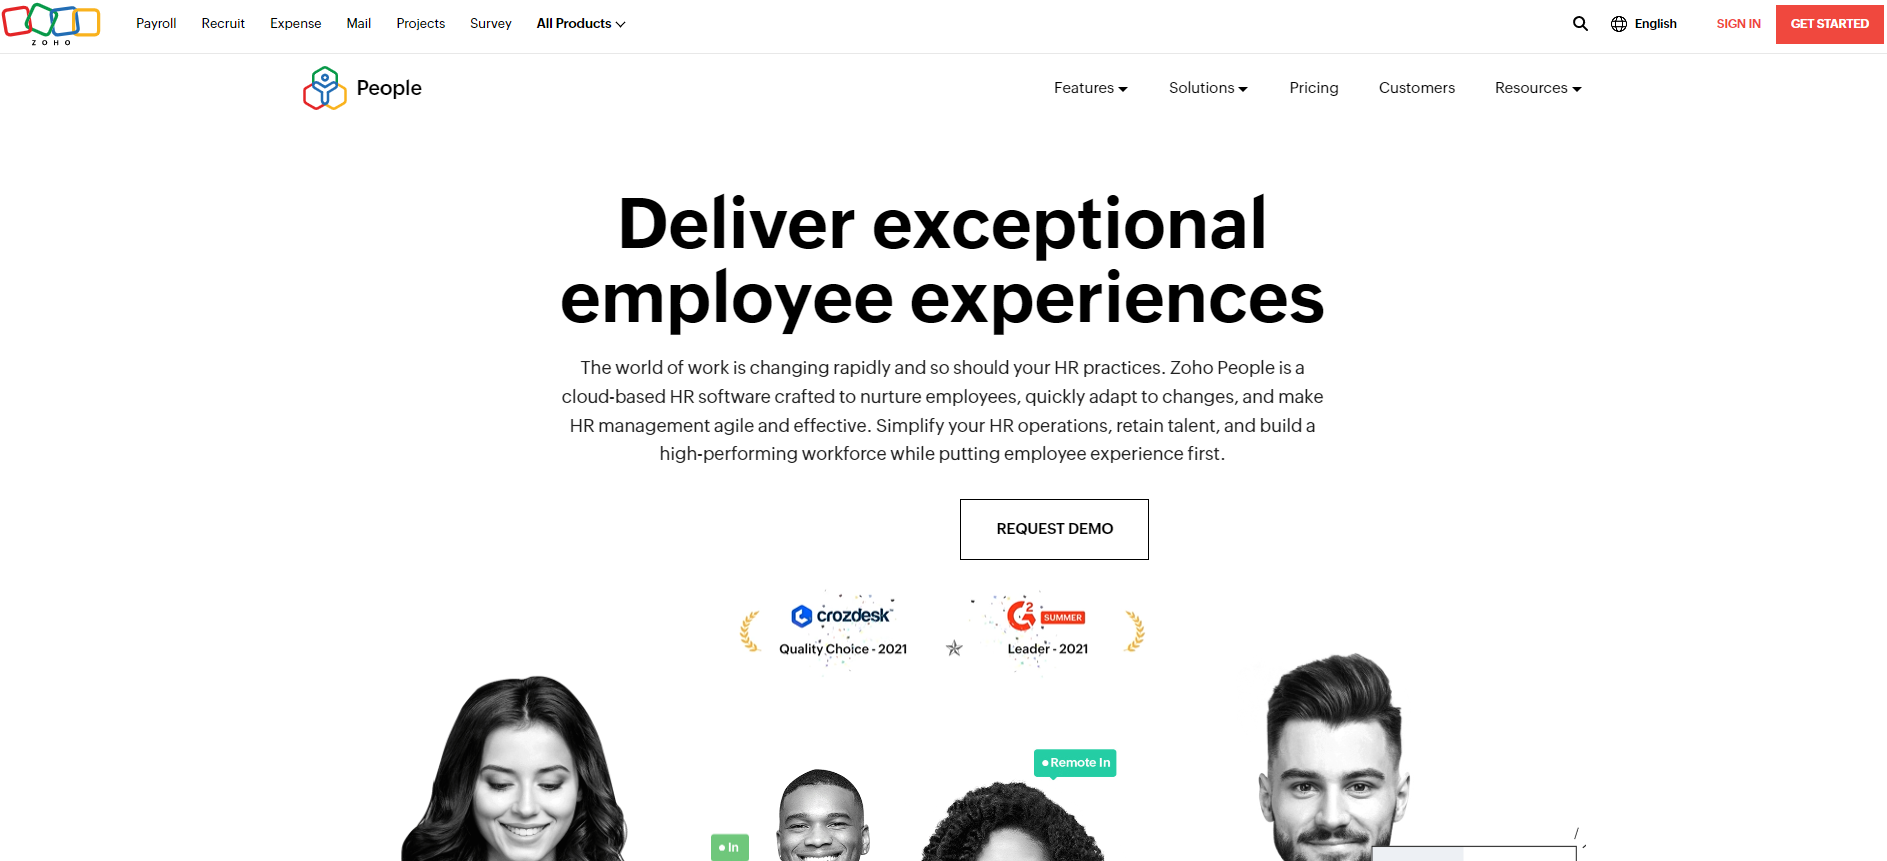 ZOHO
Payroll Recruit Expense Mail Projects Survey All Products
English SIGN IN GET STARTED
People
Features Solutions Pricing Customers Resources
Deliver exceptional
employee experiences
The world of work is changing rapidly and so should your HR practices. Zoho People is a
cloud-based HR software crafted to nurture employees, quickly adapt to changes, and make
HR management agile and effective. Simplify your HR operations, retain talent, and build a
high-performing workforce while putting employee experience first.
REQUEST DEMO
crozdesk
Quality Choice - 2021
G2 SUMMER
Leader - 2021
Remote In
In